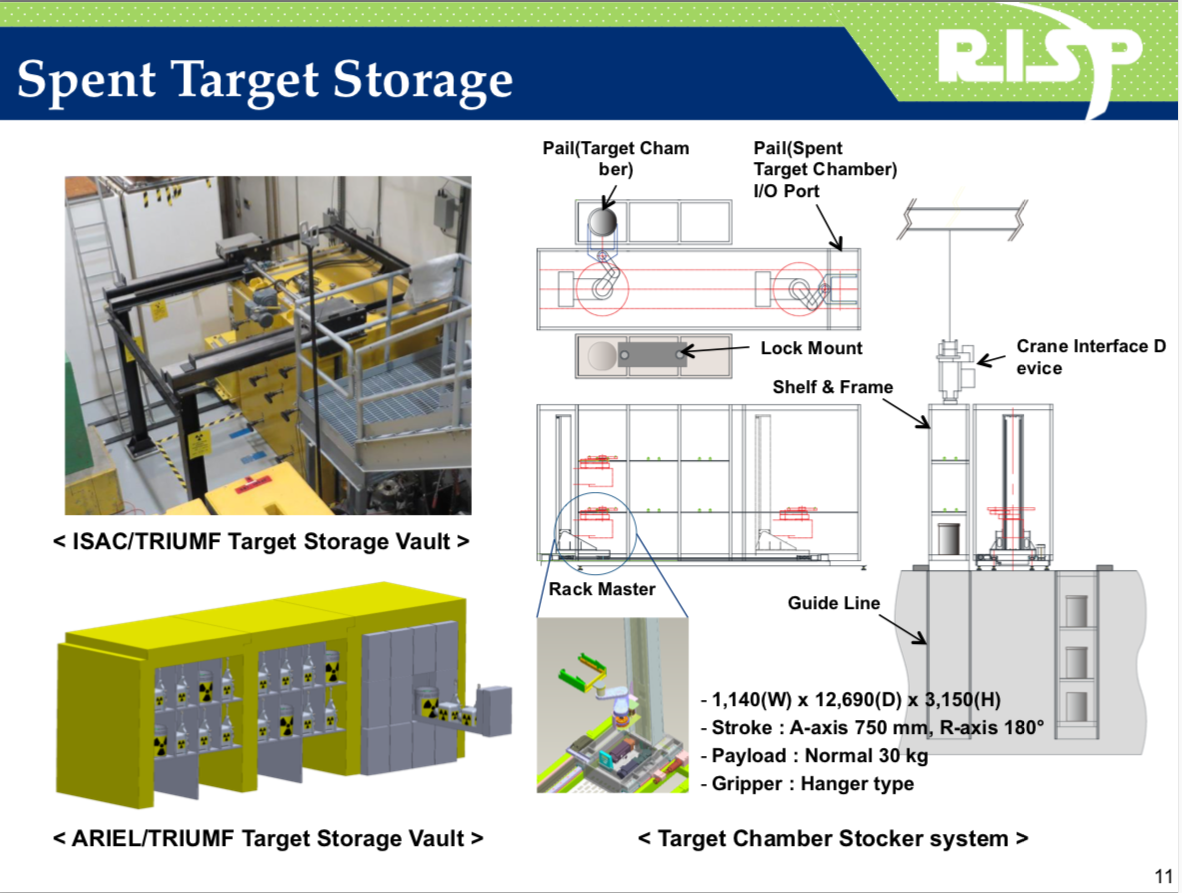 Spent Target Storage
RISP
Pail(Target Cham
ber)
Pail(Spent
Target Chamber)
I/O Port
Lock Mount
Crane Interface D
evice
Shelf & Frame
< ISAC/TRIUMF Target Storage Vault >
Rack Master
Guide Line
- 1,140(W) x 12,690(D) x 3,150(H)
- Stroke : A-axis 750 mm, R-axis 180°
- Payload : Normal 30 kg
- Gripper : Hanger type
< ARIEL/TRIUMF Target Storage Vault >
< Target Chamber Stocker system >
11